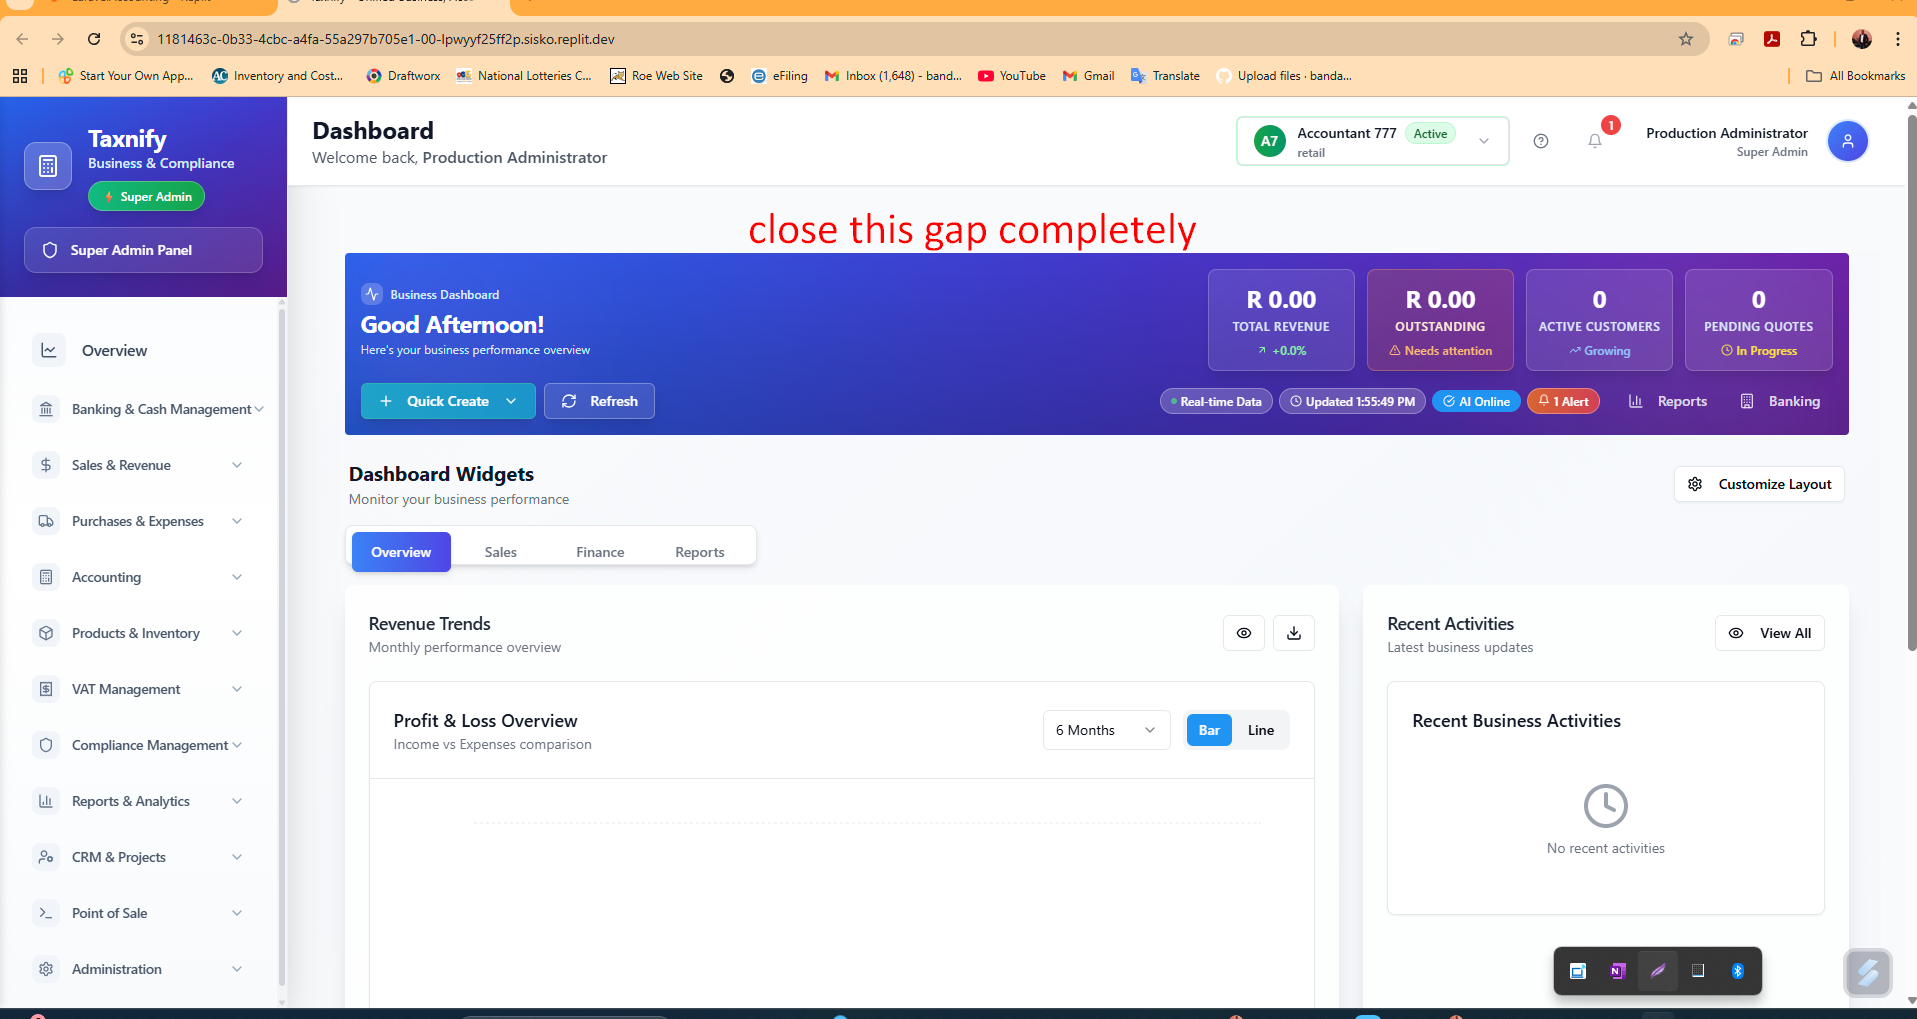 1181463c-0b33-4cbc-a4fa-55a297b705e1-00-lpwyyf25ff2p.sisko.replit.dev
Start Your Own App...
Inventory and Cost...
Draftworx
National Lotteries C...
Roe Web Site
eFiling
Inbox (1,648) - band...
YouTube
Gmail
Translate
Upload files · banda...
All Bookmarks
Taxnify
Business & Compliance
Super Admin
Super Admin Panel
Dashboard
Welcome back, Production Administrator
A7
Accountant 777
Active
retail
1
Production Administrator
Super Admin
close this gap completely
Overview
Banking & Cash Management
Sales & Revenue
Purchases & Expenses
Accounting
Products & Inventory
VAT Management
Compliance Management
Reports & Analytics
CRM & Projects
Point of Sale
Administration
Business Dashboard
Good Afternoon!
Here's your business performance overview
Quick Create
Refresh
R 0.00
TOTAL REVENUE
+0.0%
R 0.00
OUTSTANDING
Needs attention
0
ACTIVE CUSTOMERS
Growing
0
PENDING QUOTES
In Progress
Real-time Data
Updated 1:55:49 PM
AI Online
1 Alert
Reports
Banking
Dashboard Widgets
Monitor your business performance
Customize Layout
Overview
Sales
Finance
Reports
Revenue Trends
Monthly performance overview
Profit & Loss Overview
Income vs Expenses comparison
6 Months
Bar
Line
Recent Activities
Latest business updates
View All
Recent Business Activities
No recent activities